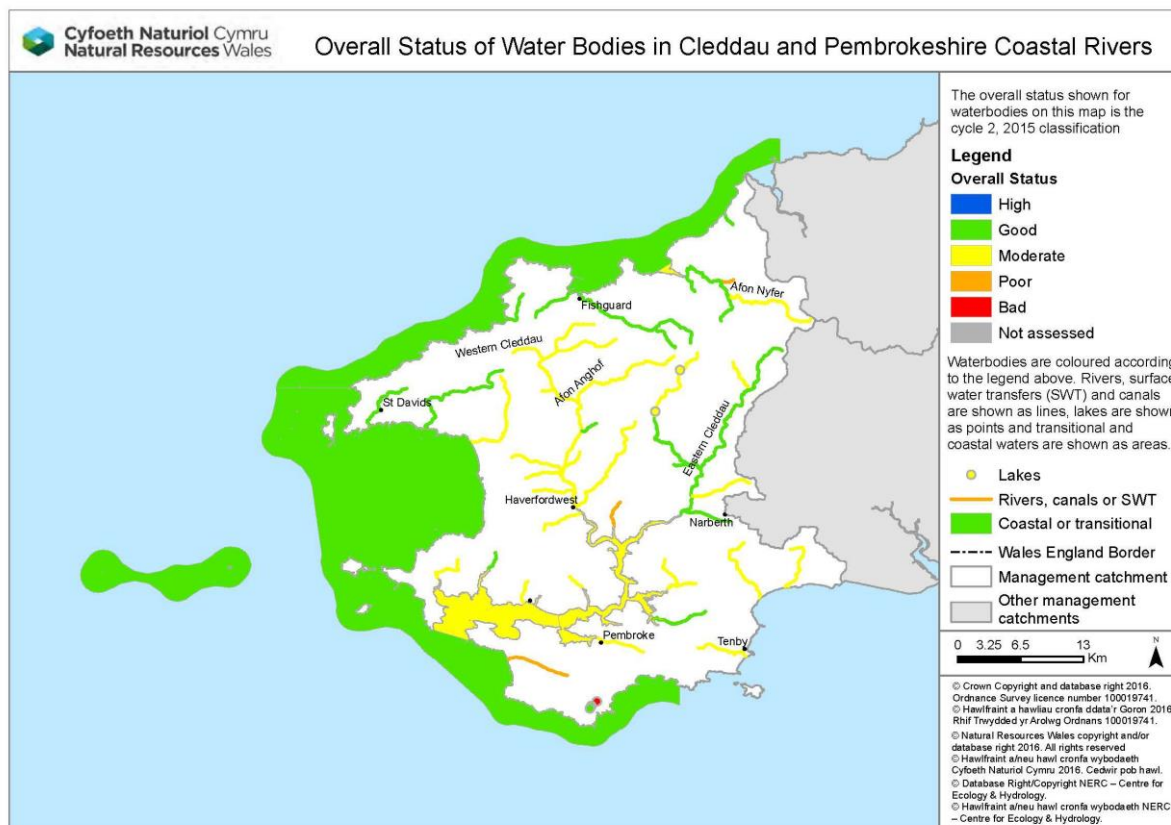 Cyfoeth Naturiol Cymru
Natural Resources Wales
Overall Status of Water Bodies in Cleddau and Pembrokeshire Coastal Rivers
The overall status shown for
waterbodies on this map is the
cycle 2, 2015 classification
Legend
Overall Status
High
Good
Moderate
Poor
Bad
Not assessed
Waterbodies are coloured according
to the legend above. Rivers, surface
water transfers (SWT) and canals
are shown as lines, lakes are shown
as points and transitional and
coastal waters are shown as areas.
Lakes
Rivers, canals or SWT
Coastal or transitional
Wales England Border
Management catchment
Other management
catchments
0 3.25 6.5 13
Km
N
© Crown Copyright and database right 2016.
Ordnance Survey licence number 100019741.
© Hawlfraint a hawliau cronfa ddata'r Goron 2016
Rhif Trwydded yr Arolwg Ordnans 100019741.
© Natural Resources Wales copyright and/or
database right 2016. All rights reserved
© Hawlfraint a/neu hawl cronfa wybodaeth
Cyfoeth Naturiol Cymru 2016. Cedwir pob hawl.
© Database Right/Copyright NERC – Centre for
Ecology & Hydrology.
© Hawlfraint a/neu hawl cronfa wybodaeth NERC
– Centre for Ecology & Hydrology.
Afon Nyfer
Fishguard
Western Cleddau
Afon Anghof
St Davids
Eastern Cleddau
Haverfordwest
Narberth
Pembroke
Tenby